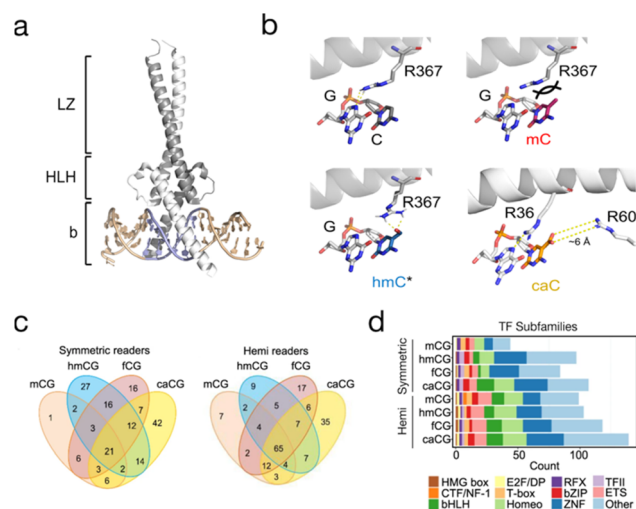 a
LZ
HLH
b
b
R367
G
C
R367
mC
R367
G
hmC*
R36
R60
~6 Å
caC
c
Symmetric readers
hmCG
fCG
mCG
caCG
27
16
2
16
7
1
3
12
42
21
6
3
2
14
6
Hemi readers
hmCG
fCG
mCG
caCG
9
17
4
5
6
7
7
35
65
2
12
4
7
3
d
TF Subfamilies
Symmetric
mCG
hmCG
fCG
caCG
Hemi
mCG
hmCG
fCG
caCG
0
50
100
Count
HMG box
E2F/DP
RFX
TFII
CTF/NF-1
T-box
bZIP
ETS
bHLH
Homeo
ZNF
Other